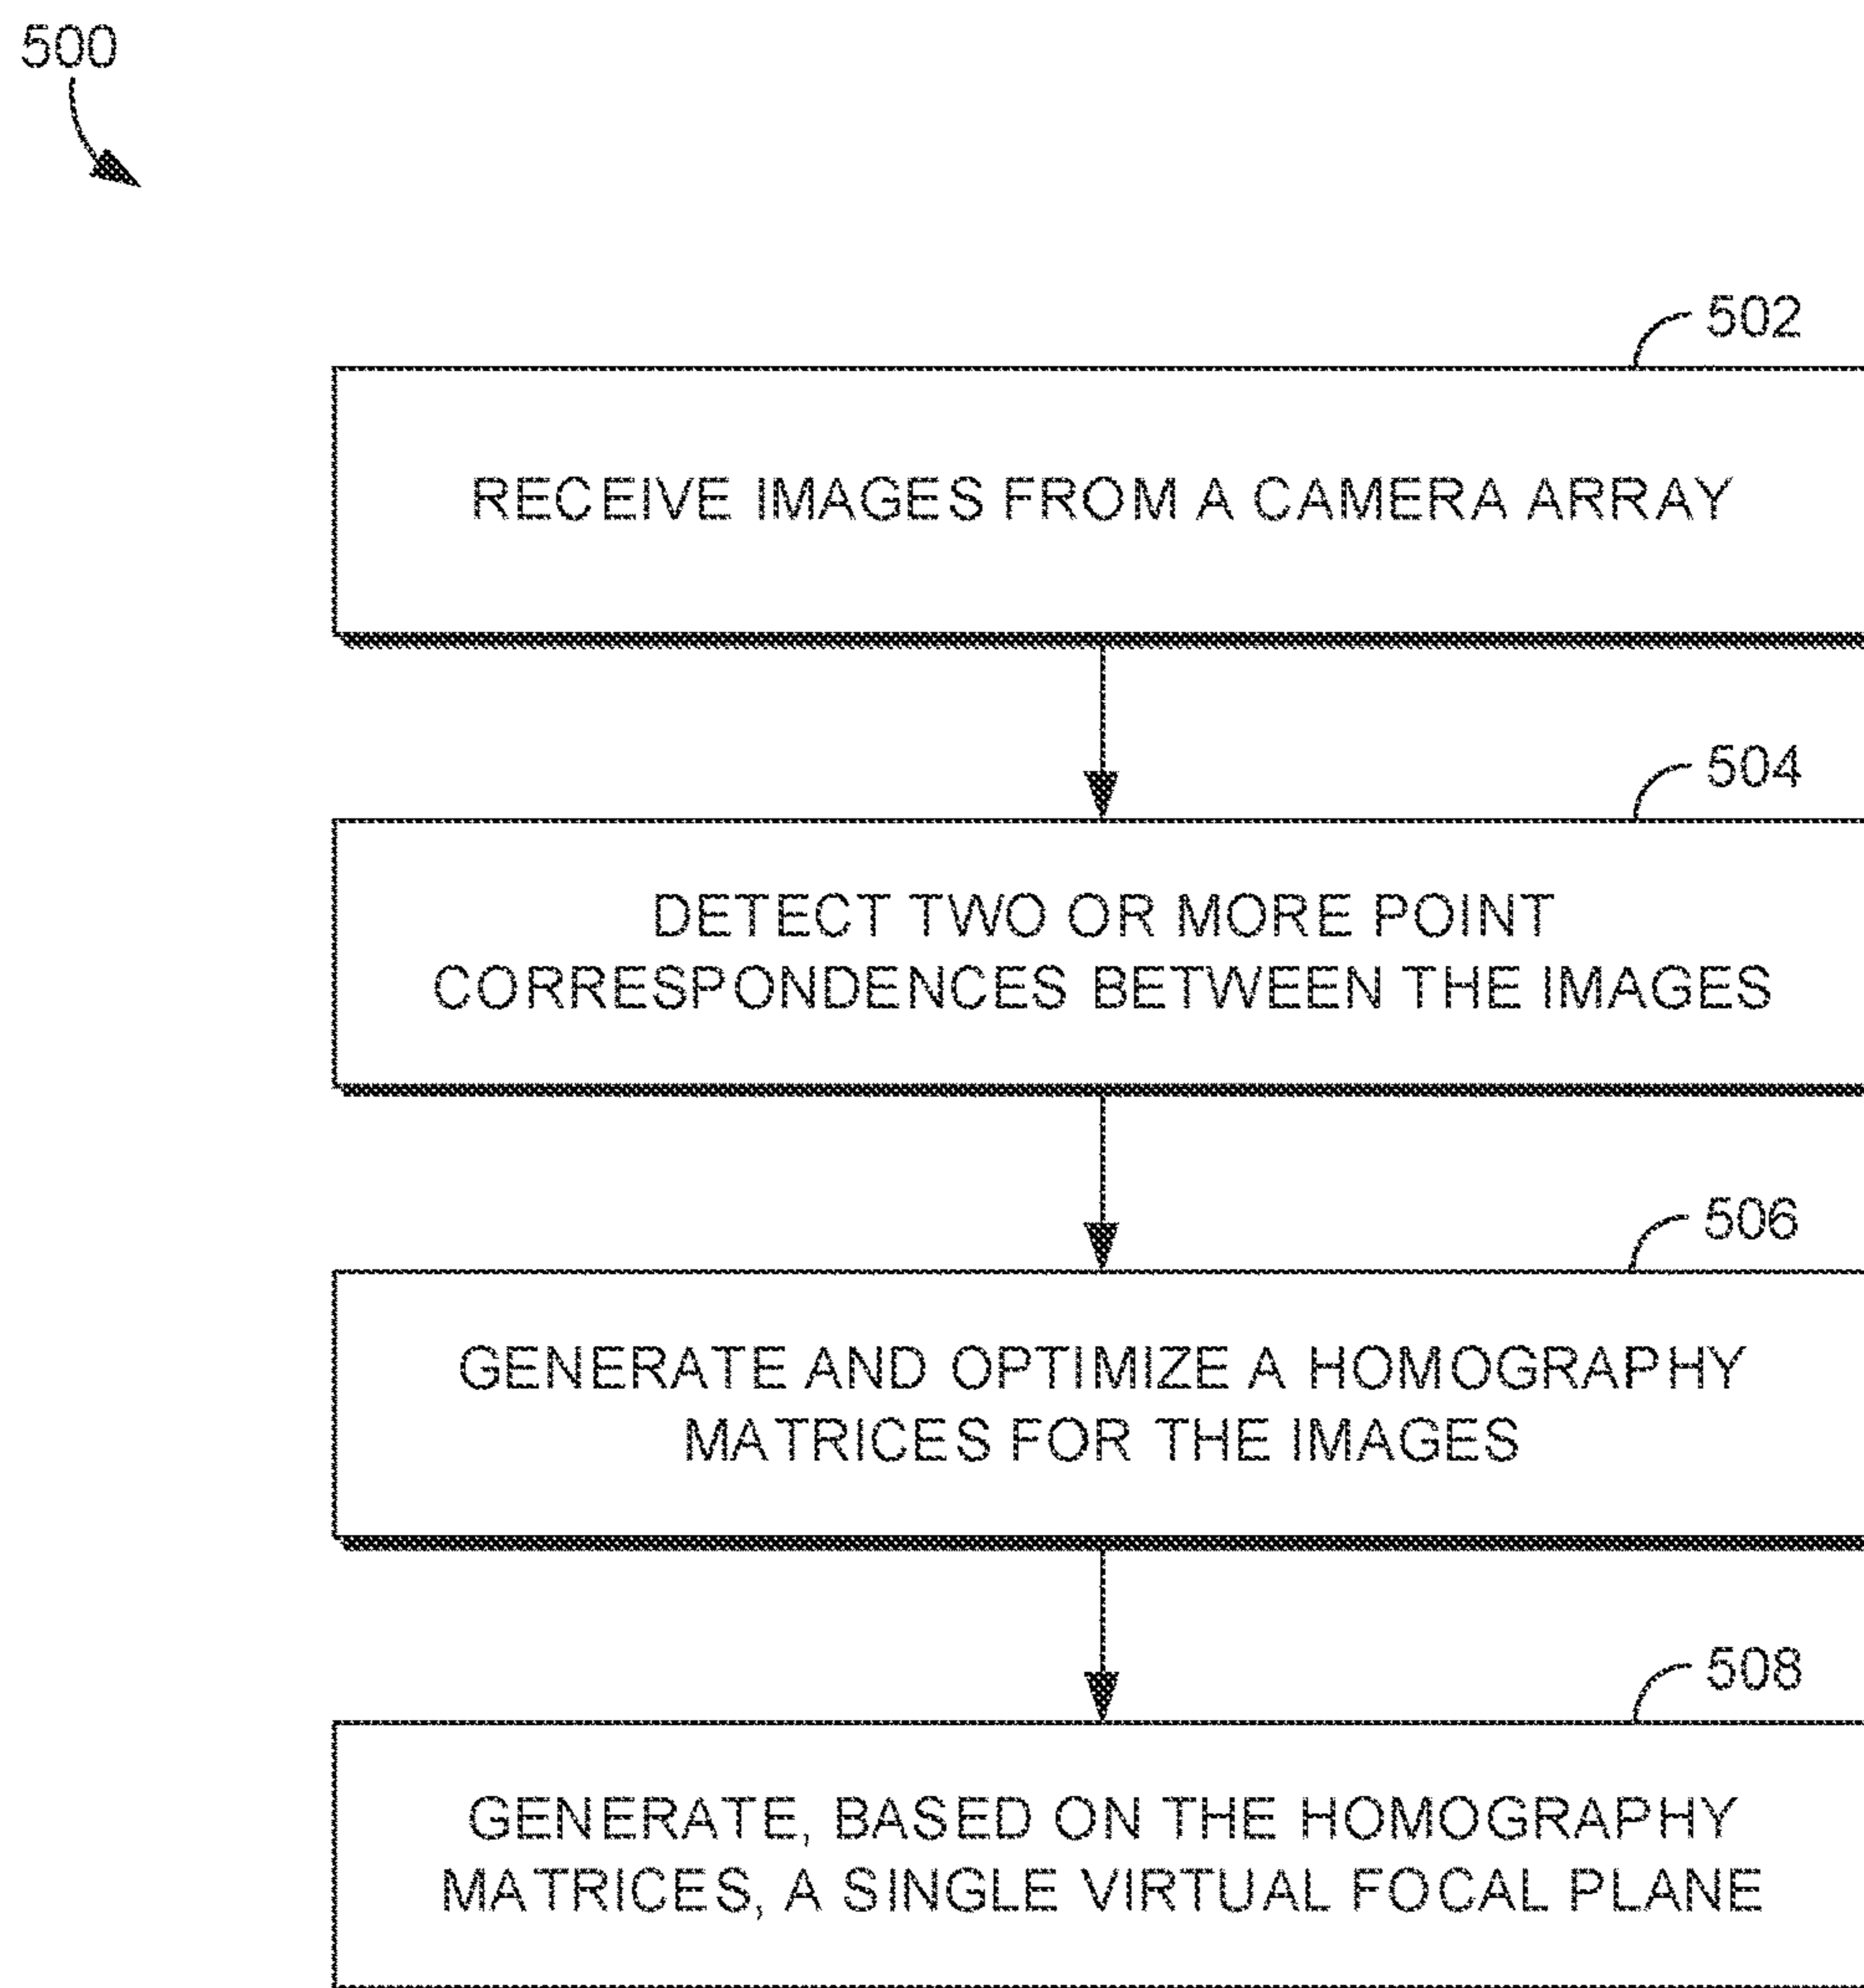 500
502
RECEIVE IMAGES FROM A CAMERA ARRAY
504
DETECT TWO OR MORE POINT
CORRESPONDENCES BETWEEN THE IMAGES
506
GENERATE AND OPTIMIZE A HOMOGRAPHY
MATRICES FOR THE IMAGES
508
GENERATE, BASED ON THE HOMOGRAPHY
MATRICES, A SINGLE VIRTUAL FOCAL PLANE